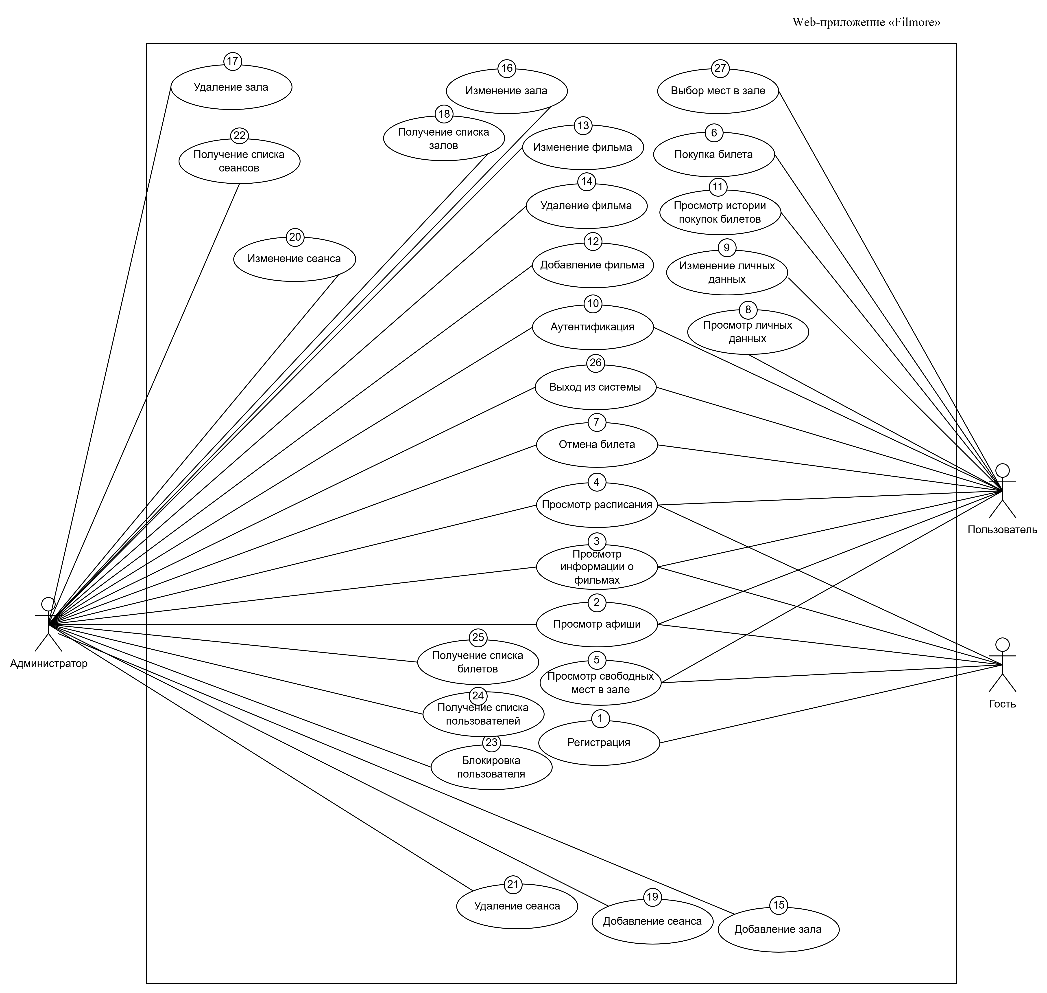 Web-приложение «Filmore»
17
Удаление зала
16
Изменение зала
27
Выбор мест в зале
18
Получение списка
залов
22
Получение списка
сеансов
13
Изменение фильма
6
Покупка билета
14
Удаление фильма
11
Просмотр истории
покупок билетов
20
Изменение сеанса
12
Добавление фильма
9
Изменение личных
данных
10
Аутентификация
8
Просмотр личных
данных
26
Выход из системы
7
Отмена билета
4
Просмотр расписания
Пользователь
3
Просмотр
информации о
фильмах
2
Просмотр афиши
Администратор
25
Получение списка
билетов
5
Просмотр свободных
мест в зале
Гость
24
Получение списка
пользователей
1
Регистрация
23
Блокировка
пользователя
21
Удаление сеанса
19
Добавление сеанса
15
Добавление зала